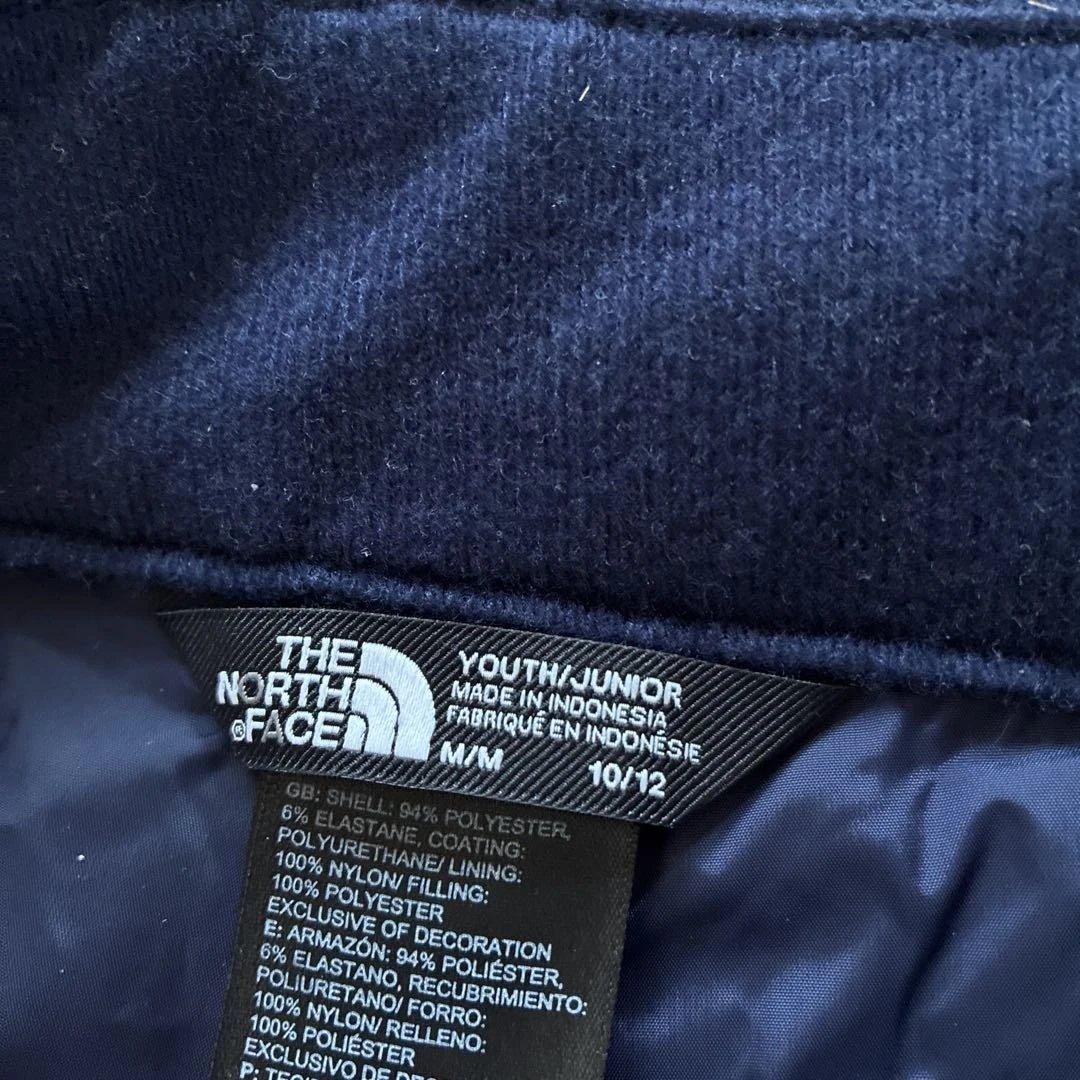 THE
NORTH
®FACE
YOUTH/JUNIOR
MADE IN INDONESIA
FABRIQUÉ EN INDONÉSIE
M/M 10/12
GB: SHELL: 94% POLYESTER,
6% ELASTANE, COATING:
POLYURETHANE/ LINING:
100% NYLON/ FILLING:
100% POLYESTER
EXCLUSIVE OF DECORATION
E: ARMAZÓN: 94% POLIÉSTER,
6% ELASTANO, RECUBRIMIENTO:
POLIURETANO/ FORRO:
100% NYLON/ RELLENO:
100% POLIÉSTER
EXCLUSIVO DE
P: